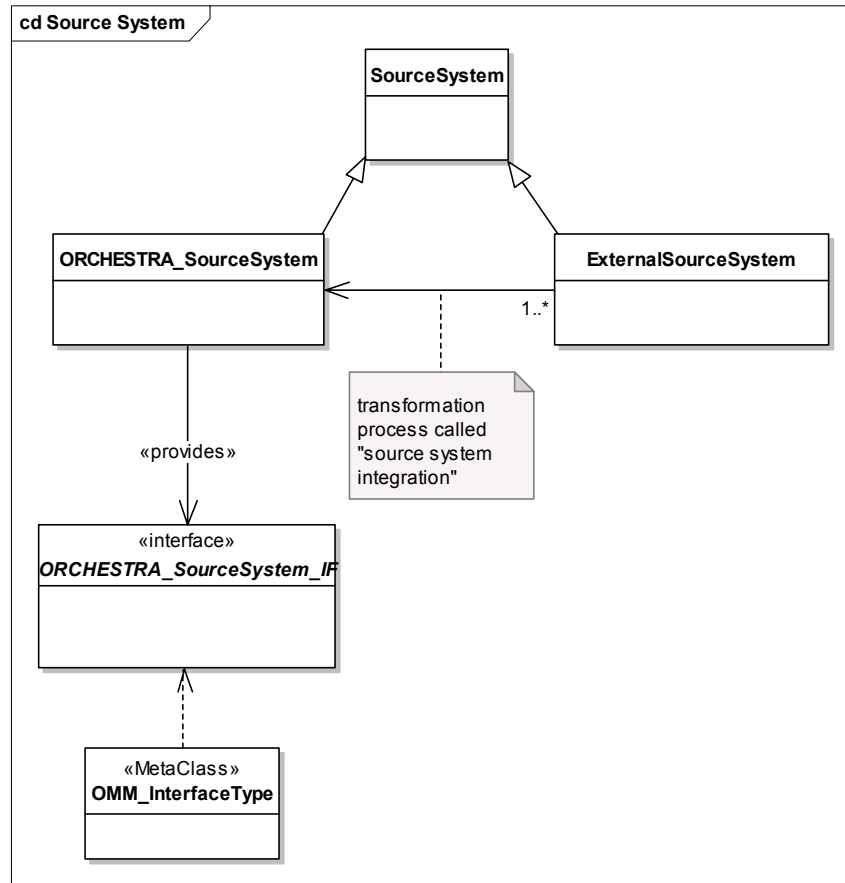 cd Source System
SourceSystem
ORCHESTRA_SourceSystem
ExternalSourceSystem
1..*
transformation
process called
"source system
integration"
«provides»
«interface»
ORCHESTRA_SourceSystem_IF
«MetaClass»
OMM_InterfaceType